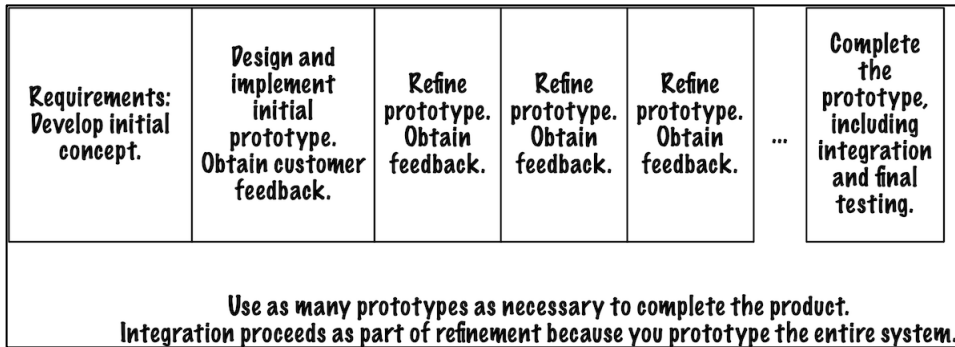 Requirements:
Develop initial
concept.
Design and
implement
initial
prototype.
Obtain customer
feedback.
Refine
prototype.
Obtain
feedback.
Refine
prototype.
Obtain
feedback.
Refine
prototype.
Obtain
feedback.
...
Complete
the
prototype,
including
integration
and final
testing.
Use as many prototypes as necessary to complete the product.
Integration proceeds as part of refinement because you prototype the entire system.